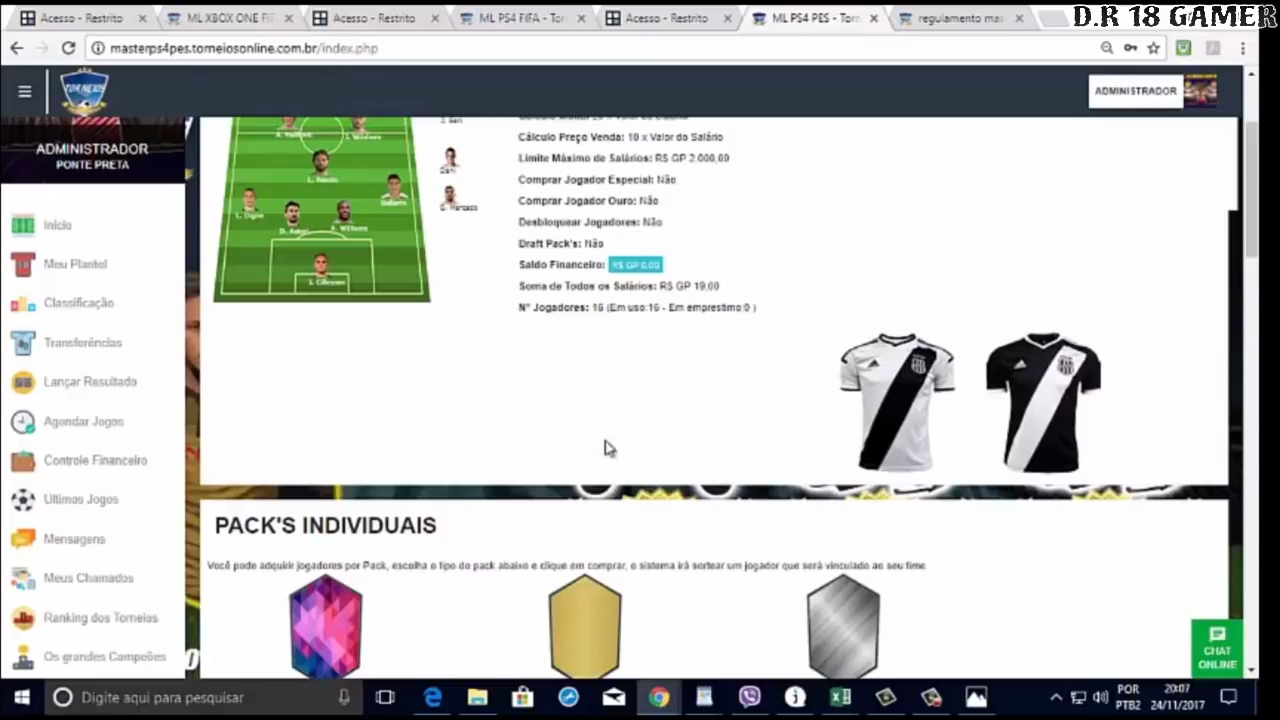 D.R 18 GAMER
Acesso - Restrito
ML XBOX ONE FI
Acesso - Restrito
ML PS4 FIFA - To
Acesso - Restrito
ML PS4 PES - Tor
regulamento mas
masterps4pes.torneiosonline.com.br/index.php
TORNEIOS
ADMINISTRADOR
ADMINISTRADOR
PONTE PRETA
Início
Meu Plantel
Classificação
Transferências
Lançar Resultado
Agendar Jogos
Controle Financeiro
Ultimos Jogos
Mensagens
Meus Chamados
Ranking dos Torneios
Os grandes Campeões
L. Digne
A. Williams
Cálculo Preço Venda: 10 x Valor do Salário
Limite Máximo de Salários: R$ GP 2.000,00
Comprar Jogador Especial: Não
Comprar Jogador Ouro: Não
Desbloquear Jogadores: Não
Draft Pack's: Não
Saldo Financeiro: R$ GP 0,00
Soma de Todos os Salários: R$ GP 19,00
Nº Jogadores: 16 (Em uso:16 - Em emprestimo:0 )
PACK'S INDIVIDUAIS
Você pode adquirir jogadores por Pack, escolha o tipo do pack abaixo e clique em comprar, o sistema irá sortear um jogador que será vinculado ao seu time.
CHAT
ONLINE
Digite aqui para pesquisar
POR
PTB2
20:07
24/11/2017